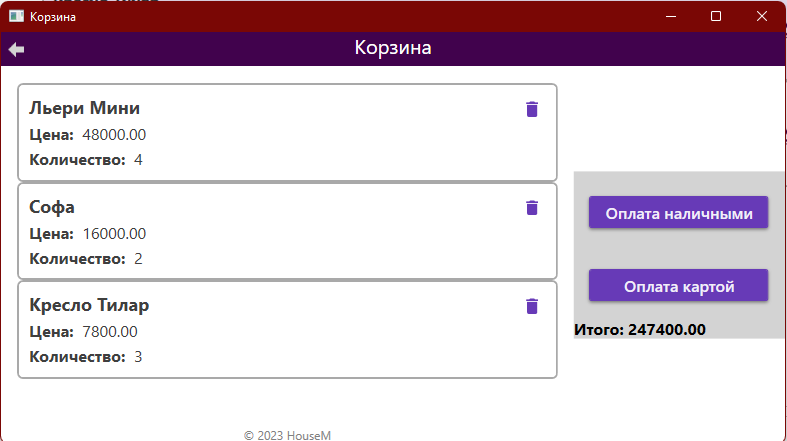 Корзина
Корзина
Льери Мини
Цена: 48000.00
Количество: 4
Софа
Цена: 16000.00
Количество: 2
Кресло Тилар
Цена: 7800.00
Количество: 3
Оплата наличными
Оплата картой
Итого: 247400.00
© 2023 HouseM